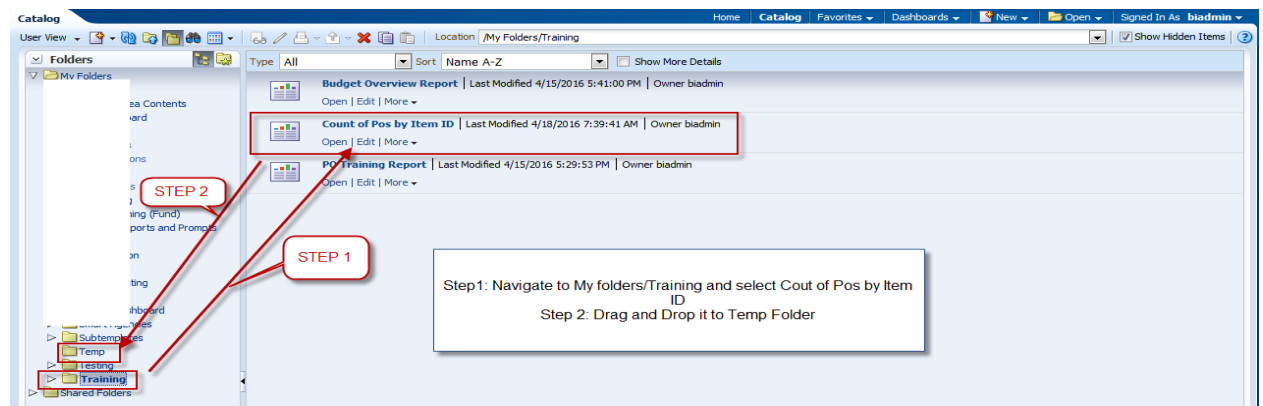 Catalog
Home Catalog Favorites Dashboards New Open Signed In As biadmin
User View Location /My Folders/Training Show Hidden Items
Folders
Type All Sort Name A-Z Show More Details
My Folders
Budget Overview Report | Last Modified 4/15/2016 5:41:00 PM | Owner biadmin
Open | Edit | More
ea Contents
Count of Pos by Item ID | Last Modified 4/18/2016 7:39:41 AM | Owner biadmin
Open | Edit | More
PO Training Report | Last Modified 4/15/2016 5:29:53 PM | Owner biadmin
Open | Edit | More
STEP 2
(Fund)
ports and Prompts
STEP 1
Step1: Navigate to My folders/Training and select Cout of Pos by Item
ID
Step 2: Drag and Drop it to Temp Folder
Subtemplates
Temp
Testing
Training
Shared Folders